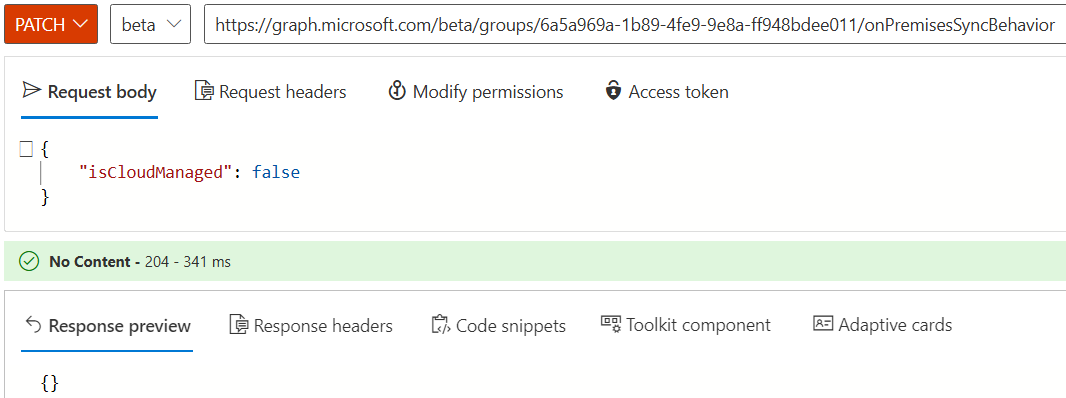 PATCH beta https://graph.microsoft.com/beta/groups/6a5a969a-1b89-4fe9-9e8a-ff948bdee011/onPremisesSyncBehavior
Request body Request headers Modify permissions Access token
{
"isCloudManaged": false
}
No Content - 204 - 341 ms
Response preview Response headers Code snippets Toolkit component Adaptive cards
{}